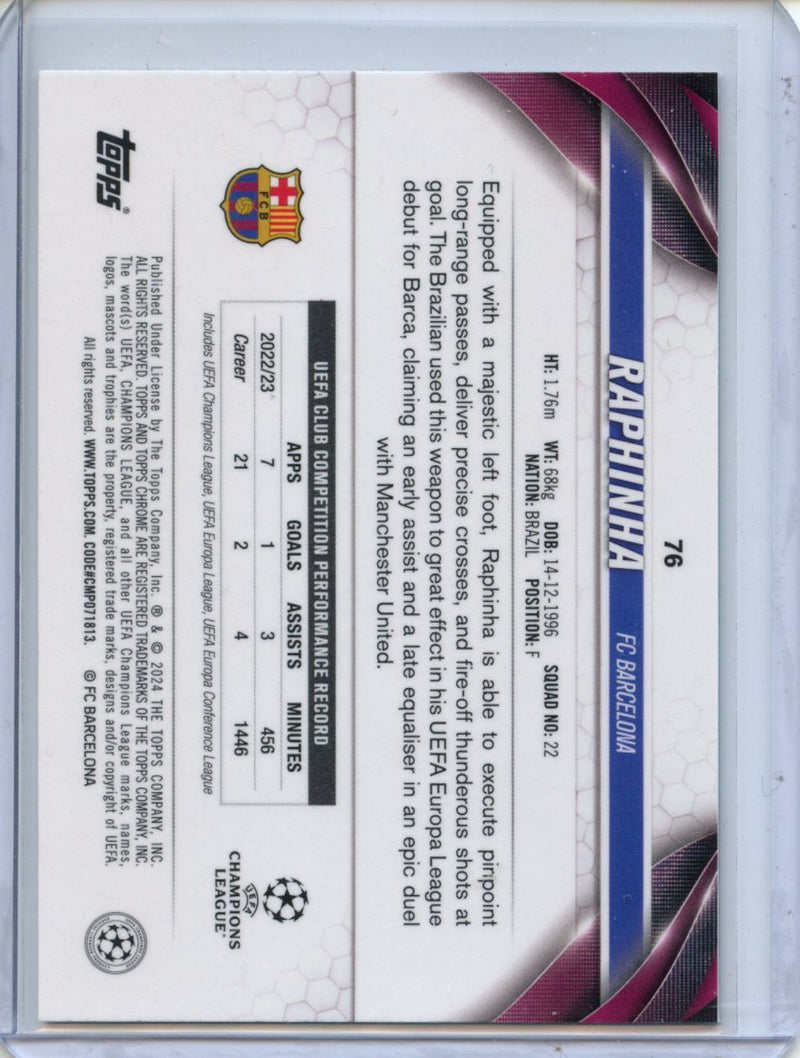 76
RAPHINHA FC BARCELONA
HT: 1.76m WT: 68kg DOB: 14-12-1996 SQUAD NO: 22
NATION: BRAZIL POSITION: F
Equipped with a majestic left foot, Raphinha is able to execute pinpoint
long-range passes, deliver precise crosses, and fire-off thunderous shots at
goal. The Brazilian used this weapon to great effect in his UEFA Europa League
debut for Barca, claiming an early assist and a late equaliser in an epic duel
with Manchester United.
FCB
UEFA CLUB COMPETITION PERFORMANCE RECORD
APPS GOALS ASSISTS MINUTES
2022/23^ 7 1 3 456
Career 21 2 4 1446
Includes UEFA Champions League, UEFA Europa League, UEFA Europa Conference League
UEFA
CHAMPIONS
LEAGUE®
topps®
Published Under License by The Topps Company, Inc. ® & © 2024 THE TOPPS COMPANY, INC.
ALL RIGHTS RESERVED. TOPPS AND TOPPS CHROME ARE REGISTERED TRADEMARKS OF THE TOPPS COMPANY, INC.
The word(s) UEFA, CHAMPIONS LEAGUE, and all other UEFA Champions League marks, names,
logos, mascots and trophies are the property, registered trade marks, designs and/or copyright of UEFA.
All rights reserved. WWW.TOPPS.COM. CODE#CMP071813. © FC BARCELONA